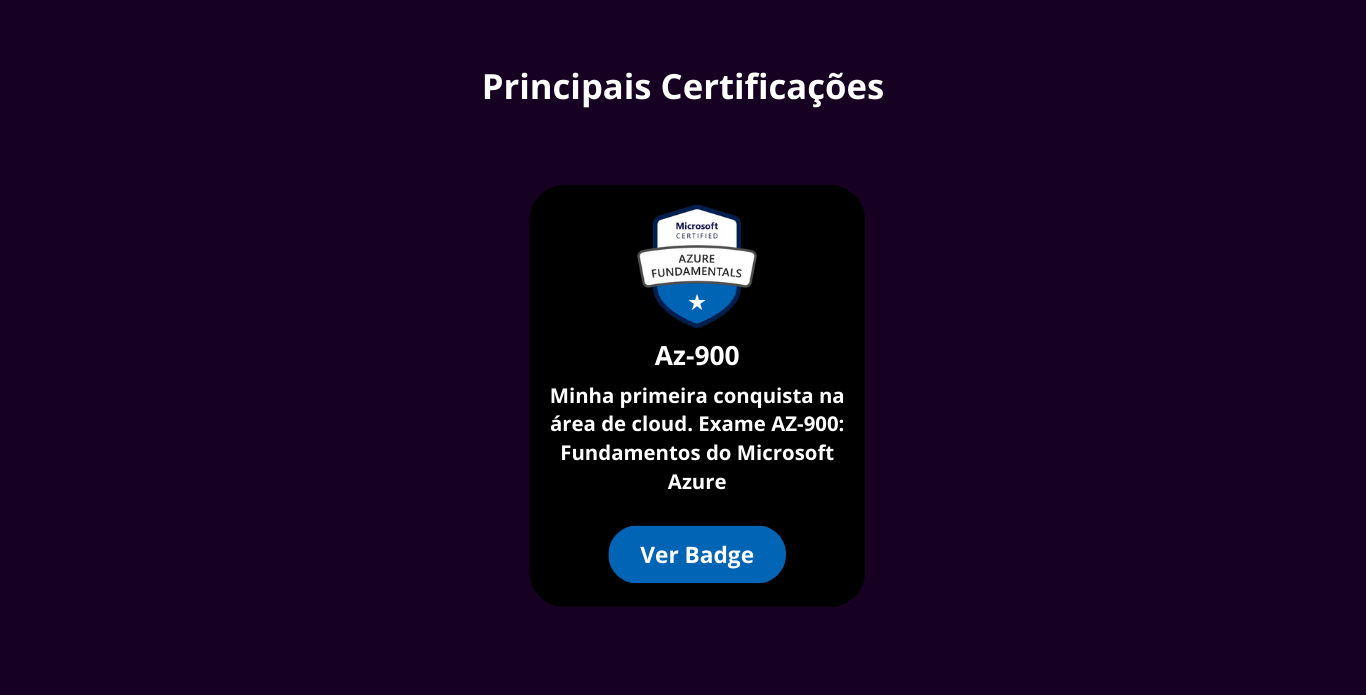 Principais Certificações
Microsoft
CERTIFIED
AZURE
FUNDAMENTALS
Az-900
Minha primeira conquista na
área de cloud. Exame AZ-900:
Fundamentos do Microsoft
Azure
Ver Badge